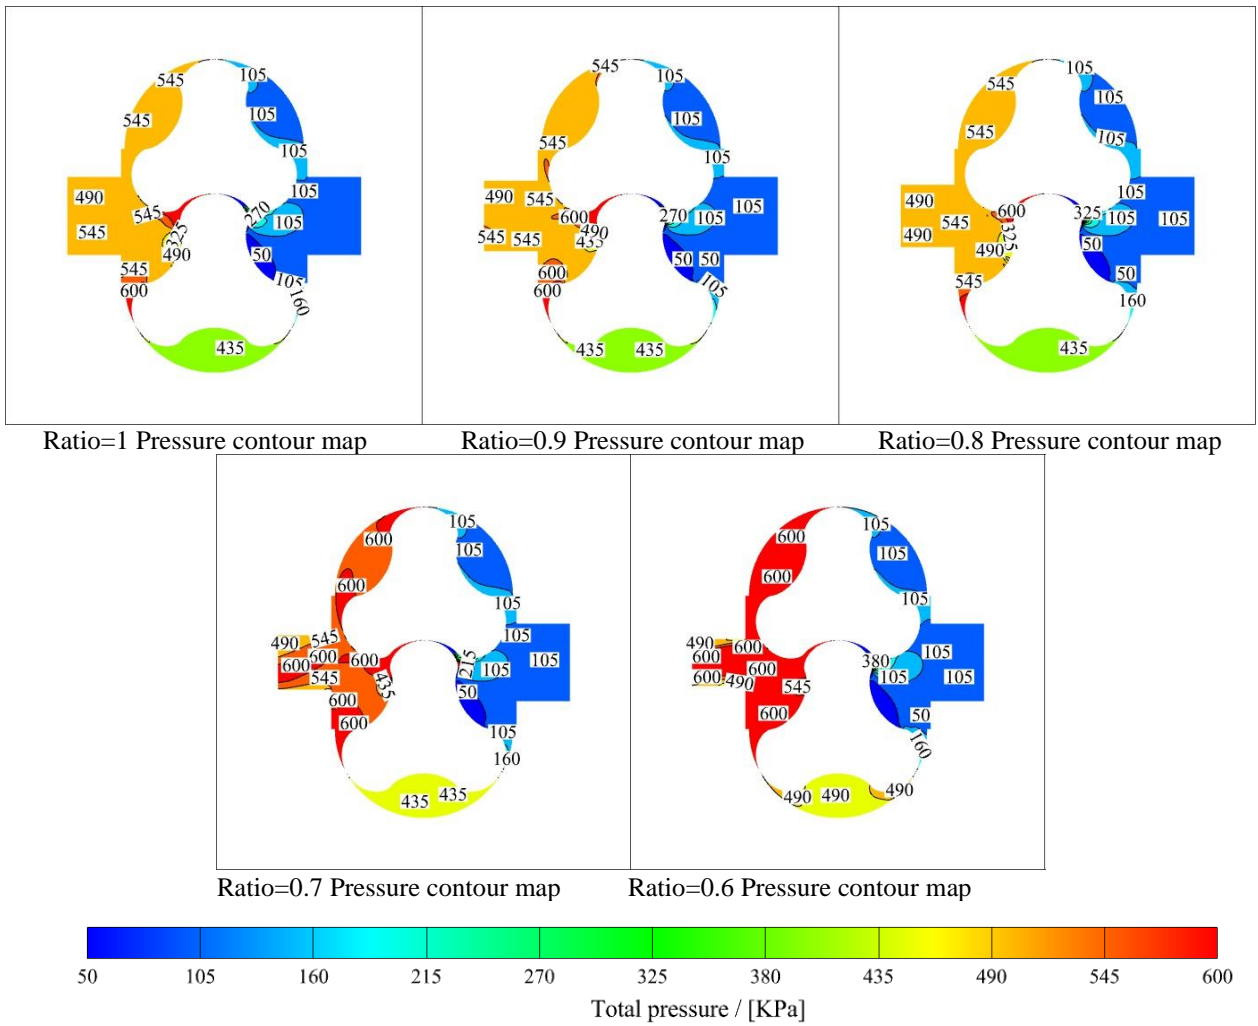 545 105
545 105
105
490 105
545 270 105
545 325
545 490 50
600 105 160
435
545 105
105
545 105
490 545 600 270 105 105
545 545 490 435
600 50 50
600 105
435 435
545 105
105
545 105
490 105
545 600 325 105 105
490 490 325 50
545 50
160
435
Ratio=1 Pressure contour map Ratio=0.9 Pressure contour map Ratio=0.8 Pressure contour map
600 105
105
600 105
490 545 105
600 600 600 215 105 105
545 435 50
600
600 105
160
435 435
600 105
105
600 105
490 600 105
600 600 380 105
600 490 545 105 105
600 50
160
490 490 490
Ratio=0.7 Pressure contour map Ratio=0.6 Pressure contour map
50 105 160 215 270 325 380 435 490 545 600
Total pressure / [KPa]